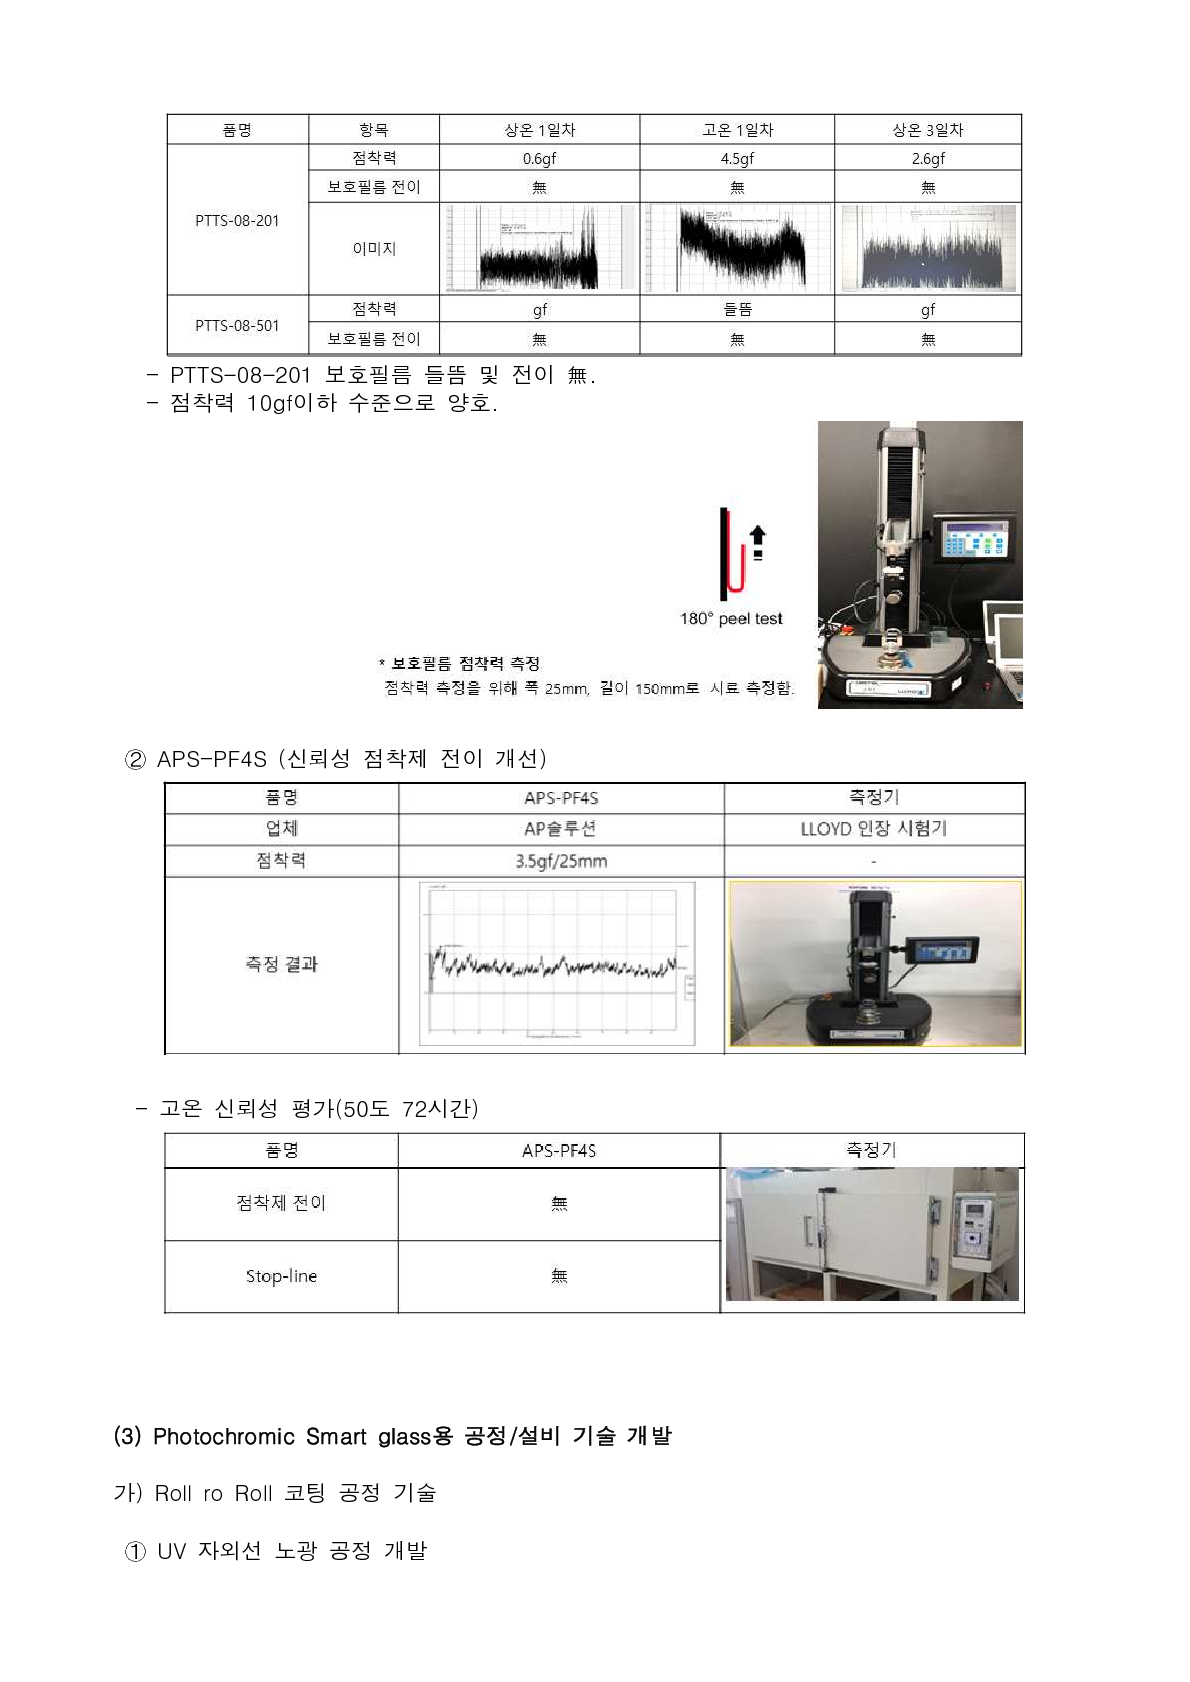 품명 항목 상온 1일차 고온 1일차 상온 3일차
PTTS-08-201 점착력 0.6gf 4.5gf 2.6gf
보호필름 전이 無 無 無
이미지
PTTS-08-501 점착력 gf 들뜸 gf
보호필름 전이 無 無 無
- PTTS-08-201 보호필름 들뜸 및 전이 無.
- 점착력 10gf이하 수준으로 양호.
180° peel test
* 보호필름 점착력 측정
점착력 측정을 위해 폭 25mm, 길이 150mm로 시료 측정함.
LLOYD
② APS-PF4S (신뢰성 점착제 전이 개선)
품명 APS-PF4S 측정기
업체 AP솔루션 LLOYD 인장 시험기
점착력 3.5gf/25mm -
측정 결과
- 고온 신뢰성 평가(50도 72시간)
품명 APS-PF4S 측정기
점착제 전이 無
Stop-line 無
(3) Photochromic Smart glass용 공정/설비 기술 개발
가) Roll ro Roll 코팅 공정 기술
① UV 자외선 노광 공정 개발